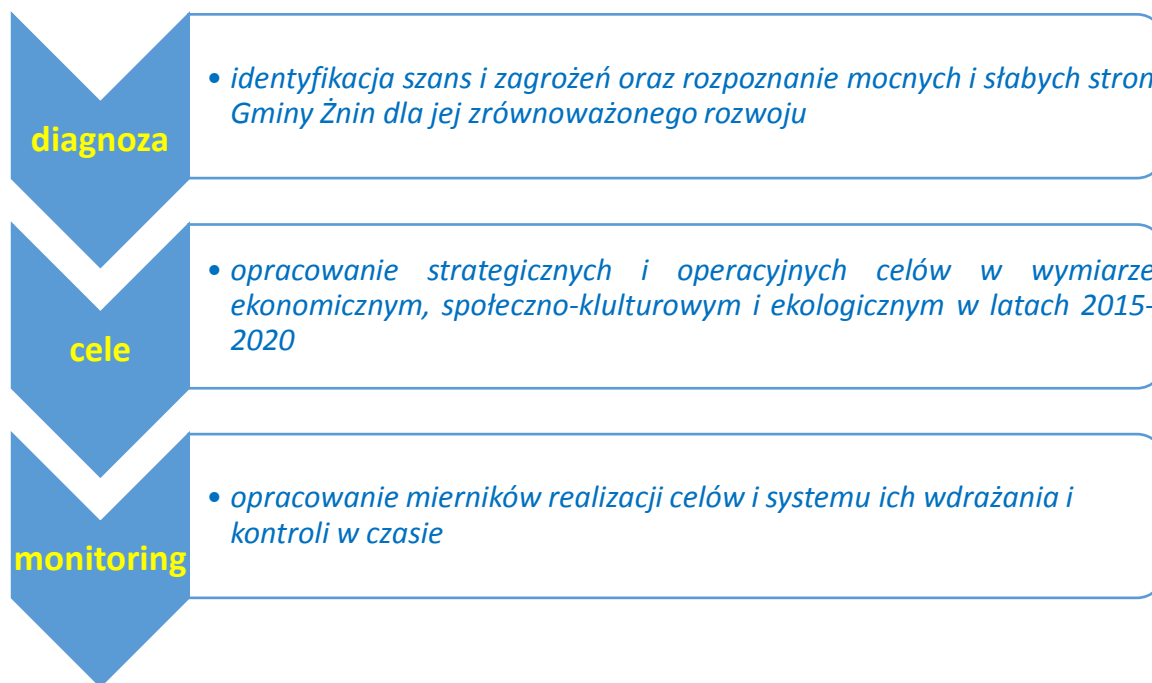 diagnoza
• identyfikacja szans i zagrożeń oraz rozpoznanie mocnych i słabych stron
Gminy Żnin dla jej zrównoważonego rozwoju
cele
• opracowanie strategicznych i operacyjnych celów w wymiarze
ekonomicznym, społeczno-klulturowym i ekologicznym w latach 2015-
2020
monitoring
• opracowanie mierników realizacji celów i systemu ich wdrażania i
kontroli w czasie